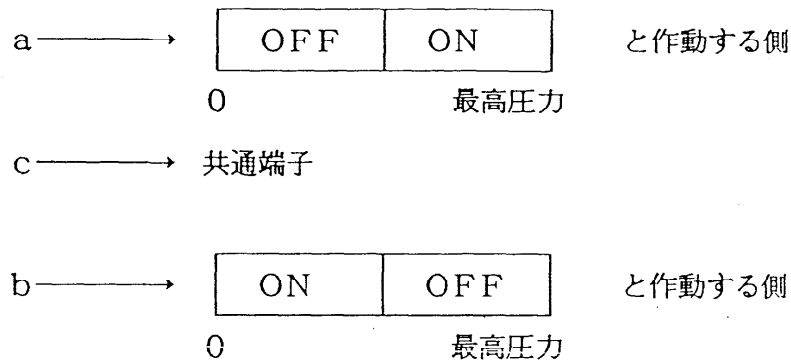 a → OFF ON と作動する側
0 最高圧力
c → 共通端子
b → ON OFF と作動する側
0 最高圧力